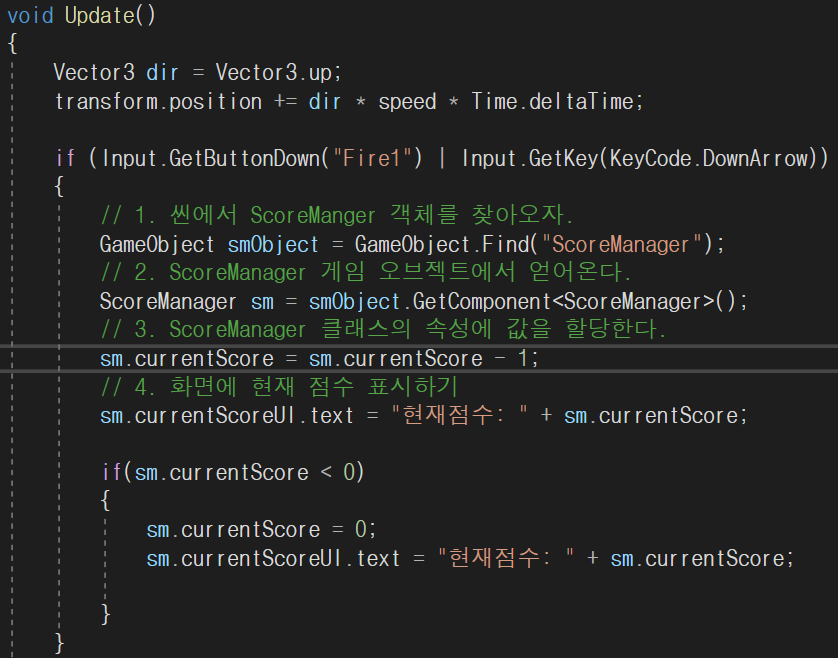 void Update()
{
Vector3 dir = Vector3.up;
transform.position += dir * speed * Time.deltaTime;
if (Input.GetButtonDown("Fire1") | Input.GetKey(KeyCode.DownArrow))
{
// 1. 씬에서 ScoreManger 객체를 찾아오자.
GameObject smObject = GameObject.Find("ScoreManager");
// 2. ScoreManager 게임 오브젝트에서 얻어온다.
ScoreManager sm = smObject.GetComponent<ScoreManager>();
// 3. ScoreManager 클래스의 속성에 값을 할당한다.
sm.currentScore = sm.currentScore - 1;
// 4. 화면에 현재 점수 표시하기
sm.currentScoreUI.text = "현재점수: " + sm.currentScore;
if(sm.currentScore < 0)
{
sm.currentScore = 0;
sm.currentScoreUI.text = "현재점수: " + sm.currentScore;
}
}